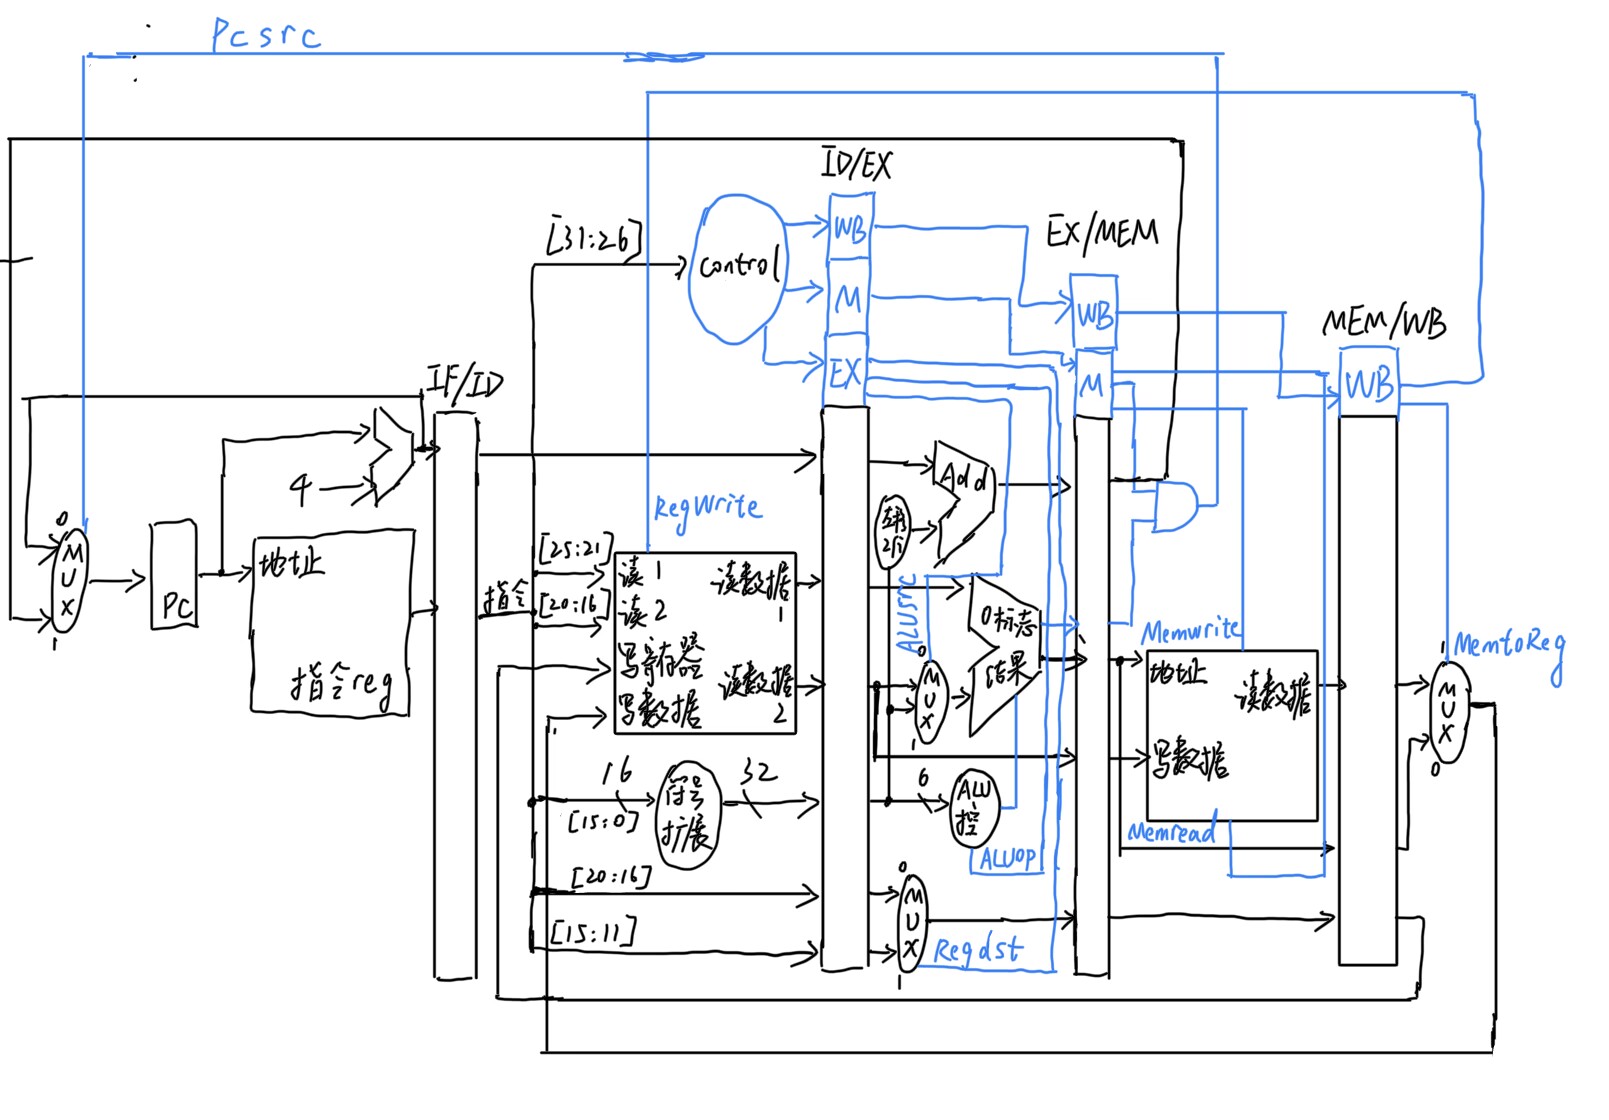 Pcsrc
ID/EX
[31:26]
control
WB
M
EX
EX/MEM
WB
M
MEM/WB
WB
IF/ID
4
Add
左移
2位
RegWrite
0
MUX
1
PC
地址
指令reg
指令
[25:21]
[20:16]
读1
读2
写寄存器
写数据
读数据
1
读数据
2
ALUsrc
0
MUX
1
0标志
结果
Memwrite
地址
读数据
写数据
Memread
1
MemtoReg
MUX
0
16
[15:0]
符号
扩展
32
6
ALU
控
ALUOP
[20:16]
[15:11]
0
MUX
1
Regdst